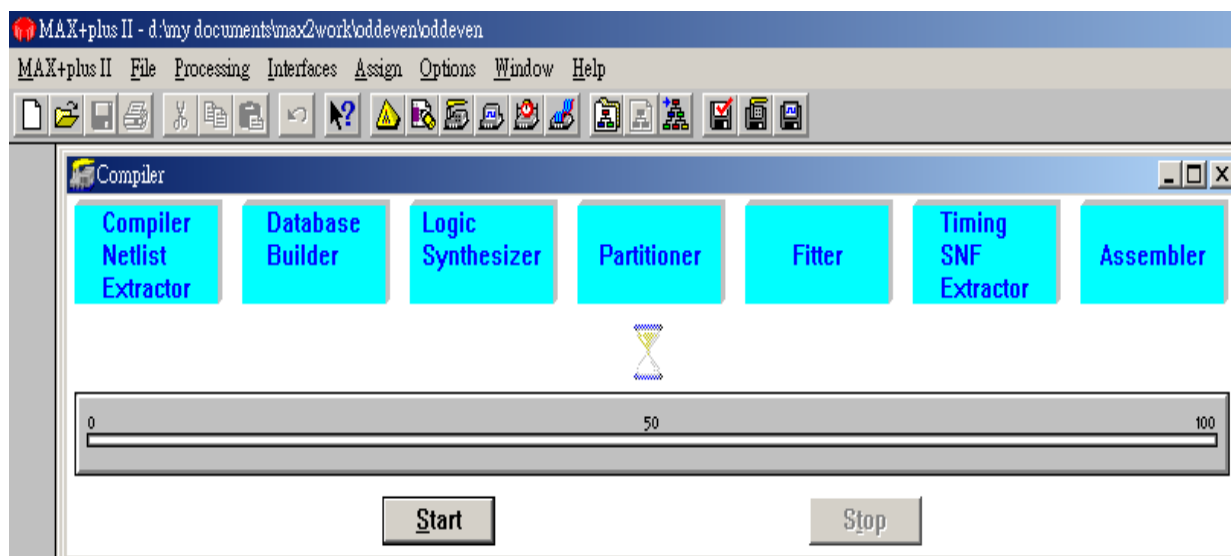 MAX+plus II - d:\my documents\max2work\oddeven\oddeven
MAX+plus II File Processing Interfaces Assign Options Window Help
Compiler
Compiler
Netlist
Extractor
Database
Builder
Logic
Synthesizer
Partitioner
Fitter
Timing
SNF
Extractor
Assembler
0 50 100
Start Stop